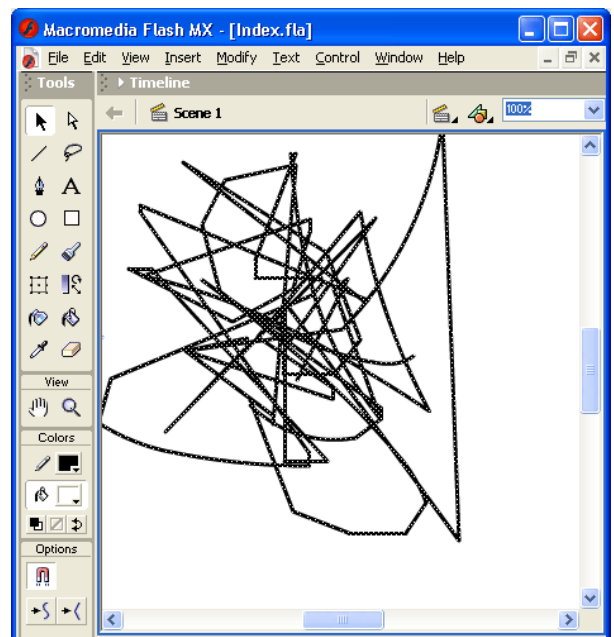 Macromedia Flash MX - [Index.fla]
File Edit View Insert Modify Text Control Window Help
Tools
Timeline
Scene 1
100%
A
View
Colors
Options